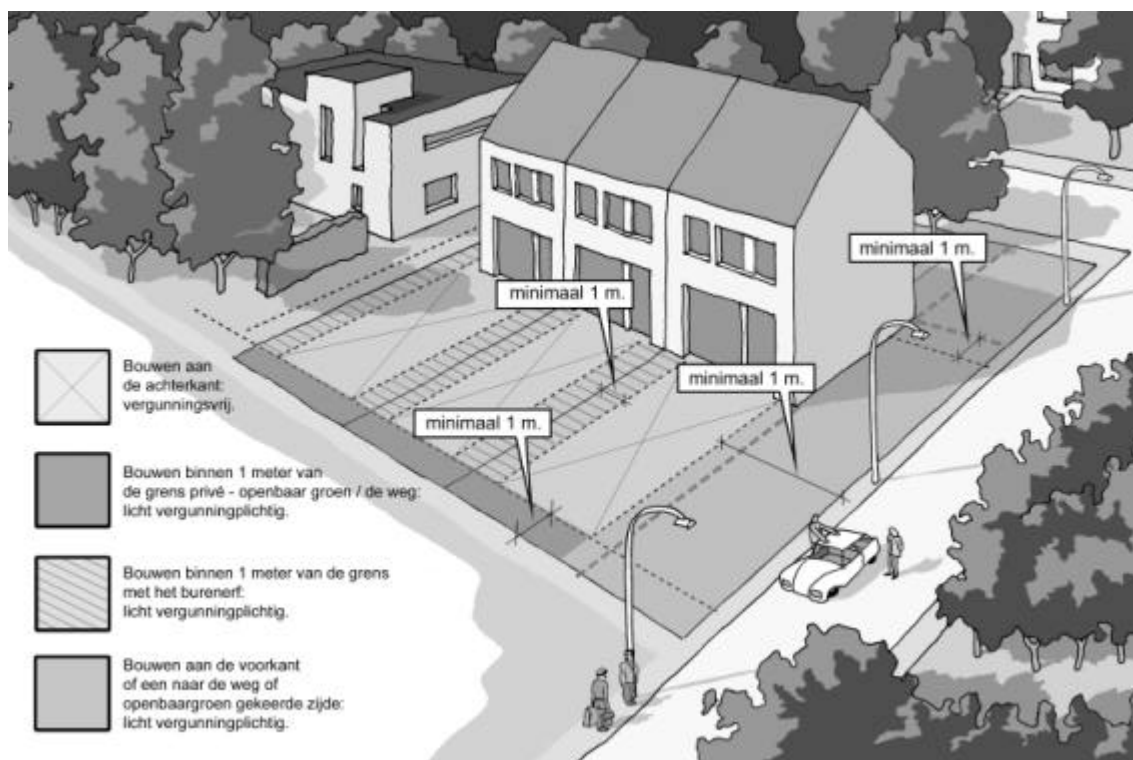 minimaal 1 m.
minimaal 1 m.
minimaal 1 m.
minimaal 1 m.
Bouwen aan
de achterkant:
vergunningsvrij.
Bouwen binnen 1 meter van
de grens privé - openbaar groen / de weg:
licht vergunningplichtig.
Bouwen binnen 1 meter van de grens
met het burenerf:
licht vergunningplichtig.
Bouwen aan de voorkant
of een naar de weg of
openbaargroen gekeerde zijde:
licht vergunningplichtig.